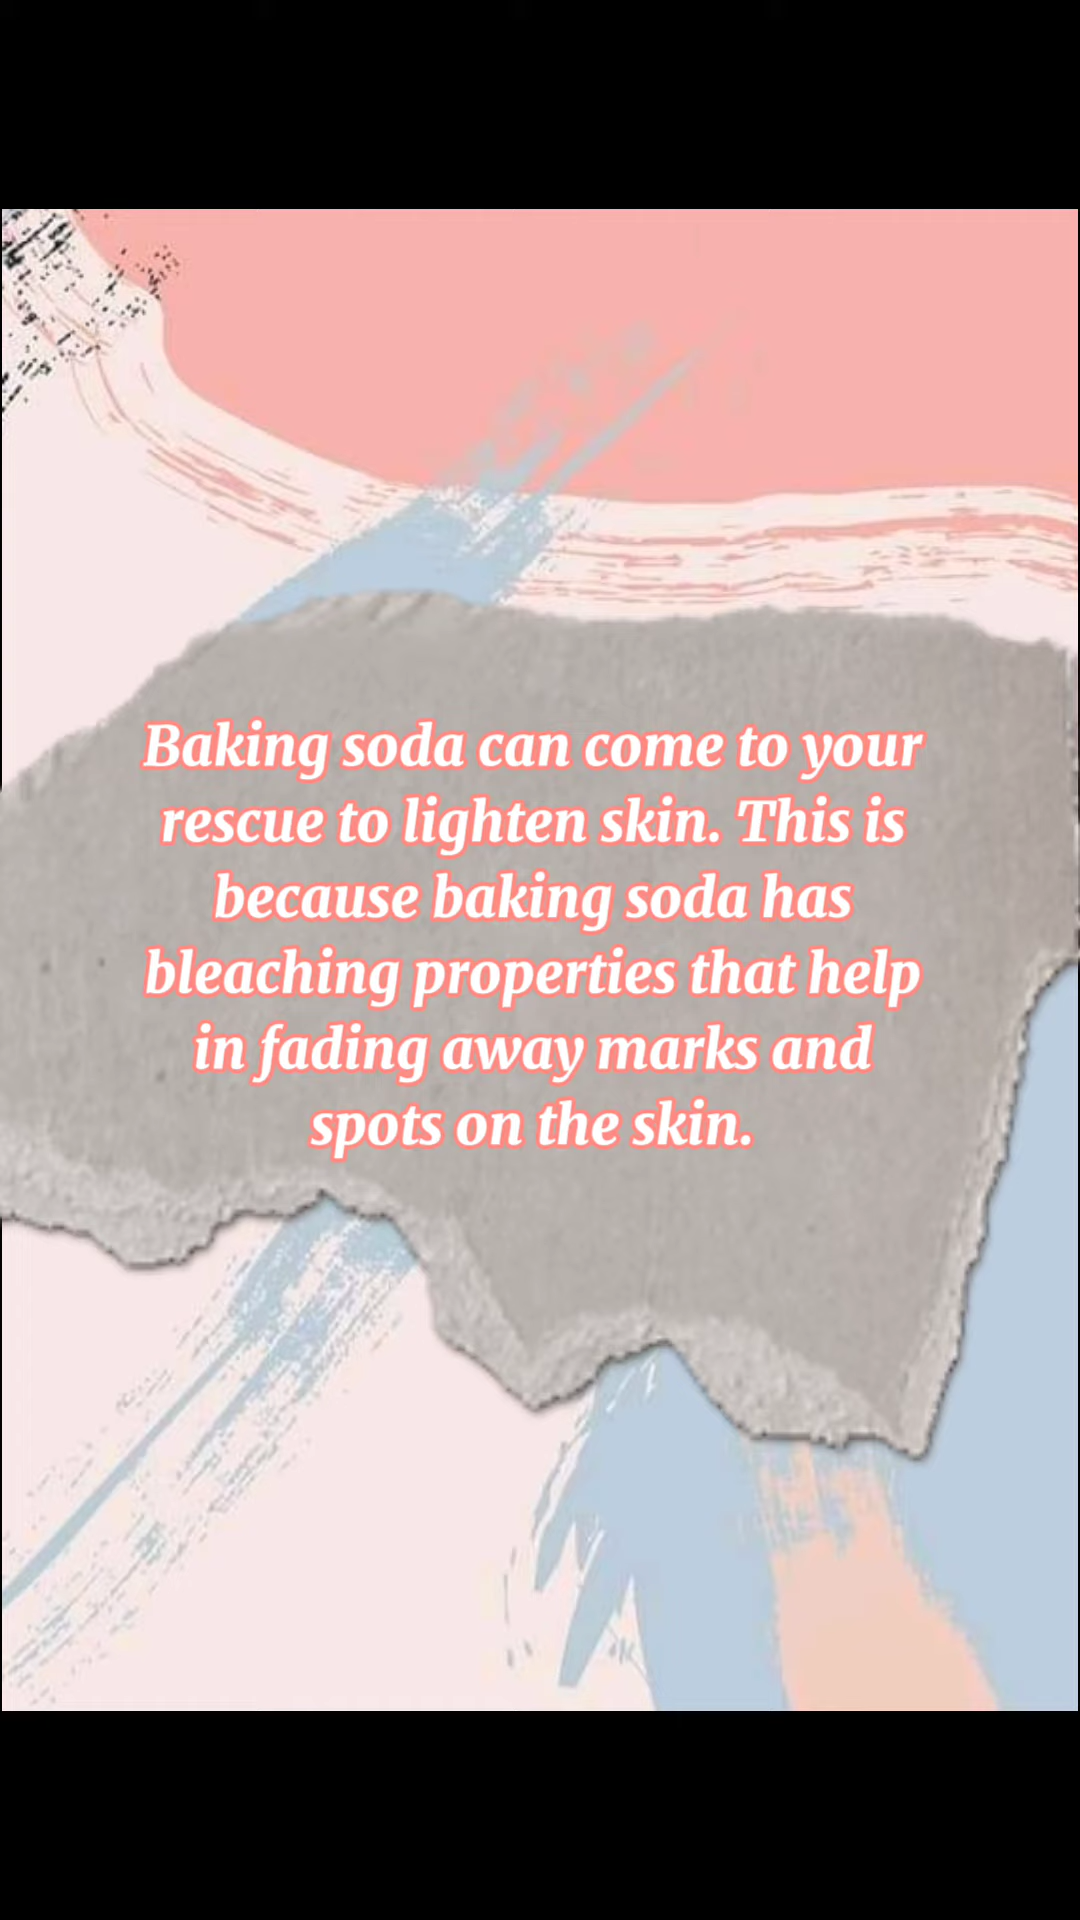 Baking soda can come to your
rescue to lighten skin. This is
because baking soda has
bleaching properties that help
in fading away marks and
spots on the skin.